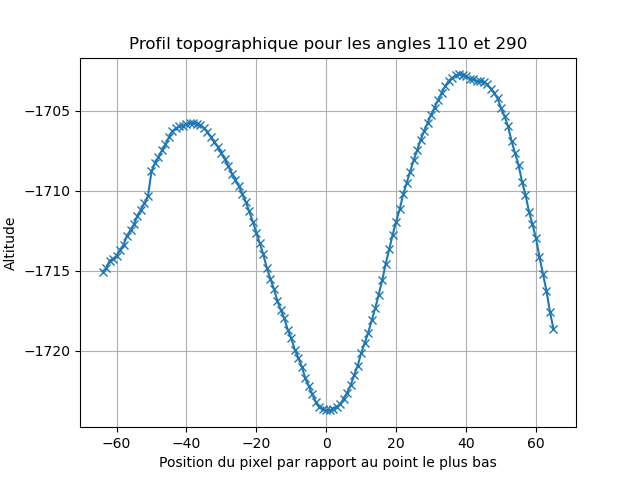 Profil topographique pour les angles 110 et 290
Altitude
−1705
−1710
−1715
−1720
−60 −40 −20 0 20 40 60
Position du pixel par rapport au point le plus bas